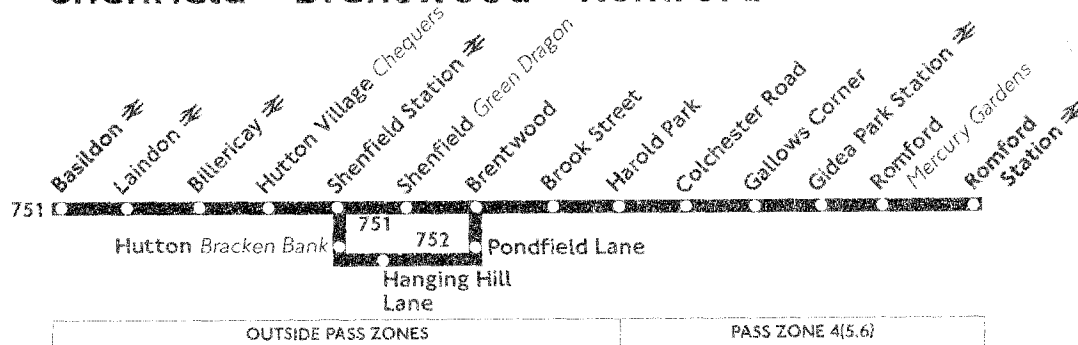 Basildon
Laindon
Billericay
Hutton Village Chequers
Shenfield Station
Shenfield Green Dragon
Brentwood
Brook Street
Harold Park
Colchester Road
Gallows Corner
Gidea Park Station
Romford
Mercury Gardens
Romford
Station
751
751
752
Hutton Bracken Bank
Pondfield Lane
Hanging Hill
Lane
OUTSIDE PASS ZONES
PASS ZONE 4(5.6)